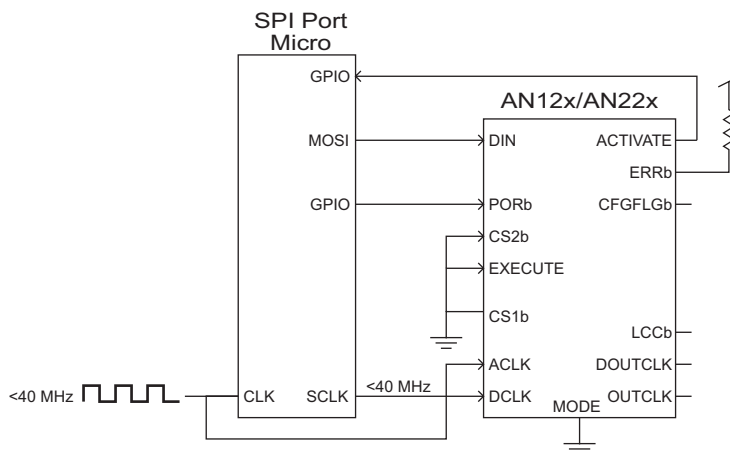 SPI Port
Micro
GPIO
AN12x/AN22x
MOSI
DIN
ACTIVATE
ERRb
GPIO
PORb
CFGFLGb
CS2b
EXECUTE
CS1b
LCCb
ACLK
DOUTCLK
<40 MHz
CLK
SCLK
<40 MHz
DCLK
OUTCLK
MODE